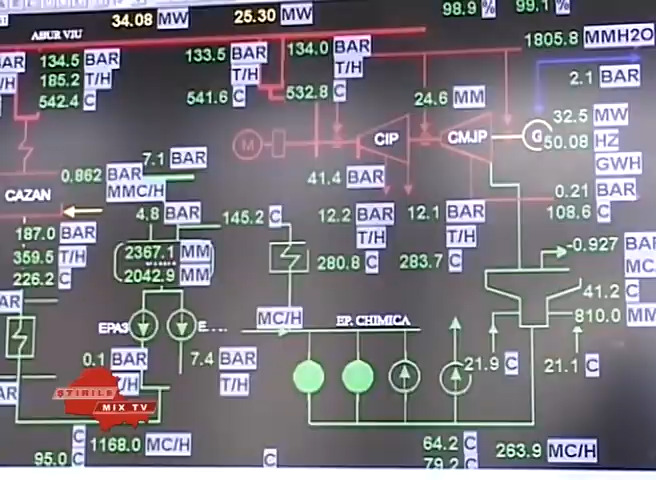 34.08 MW 25.30 MW 98.9 % 99.1 %
ABUR VIU 1805.8 MMH2O
BAR 134.5 BAR 133.5 BAR 134.0 BAR
T/H 185.2 T/H T/H T/H 2.1 BAR
542.4 C 541.6 C 532.8 C 24.6 MM
32.5 MW
M CIP CMJP G 50.08 HZ
GWH
0.862 BAR 7.1 BAR
MMC/H 41.4 BAR 0.21 BAR
CAZAN 108.6 C
4.8 BAR 145.2 C 12.2 BAR 12.1 BAR
187.0 BAR T/H T/H
359.5 T/H 2367.1 MM 280.8 C 283.7 C -0.927
226.2 C 2042.9 MM
41.2 C
MC/H EP. CHIMICA 810.0
EPA3 E....
0.1 BAR 7.4 BAR 21.9 C 21.1 C
T/H T/H
ȘTIRILE
MIX TV
C 1168.0 MC/H 64.2 C 263.9 MC/H
95.0 C C 79.2 C